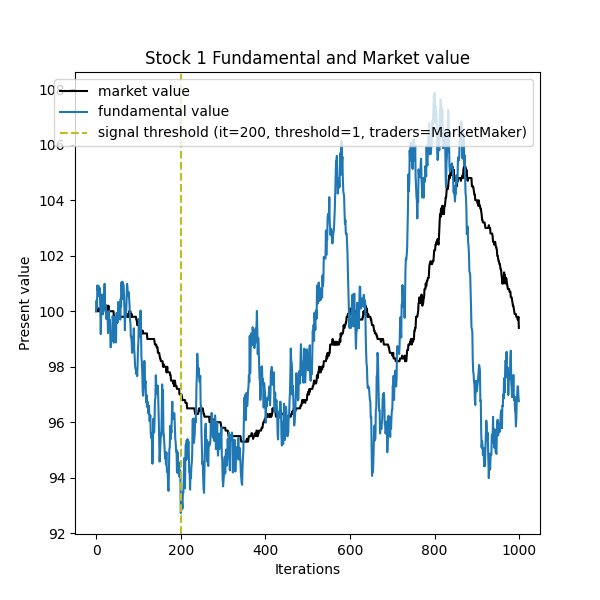 Stock 1 Fundamental and Market value
market value
fundamental value
signal threshold (it=200, threshold=1, traders=MarketMaker)
108
106
104
102
100
98
96
94
92
Present value
0 200 400 600 800 1000
Iterations